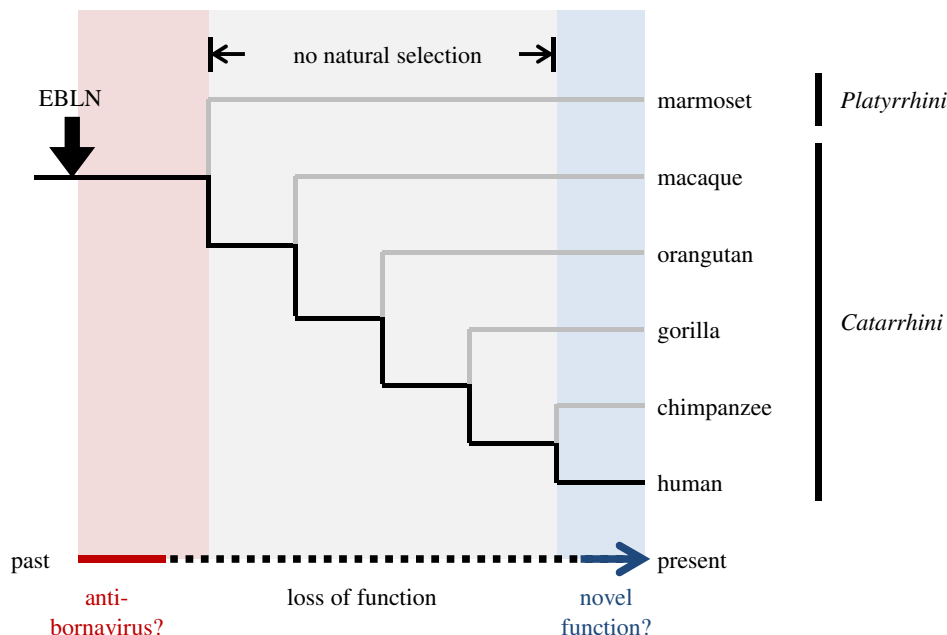 no natural selection
EBLN
marmoset
Platyrrhini
macaque
orangutan
gorilla
Catarrhini
chimpanzee
human
past
present
anti-
bornavirus?
loss of function
novel
function?